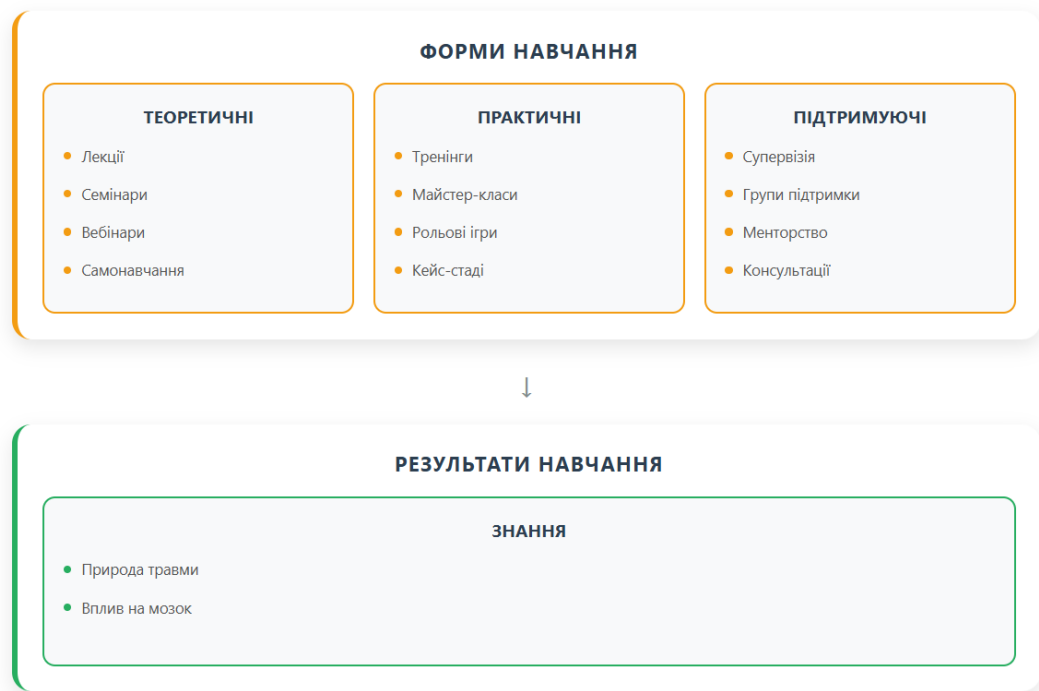 ФОРМИ НАВЧАННЯ
ТЕОРЕТИЧНІ
Лекції
Семінари
Вебінари
Самонавчання
ПРАКТИЧНІ
Тренінги
Майстер-класи
Рольові ігри
Кейс-стаді
ПІДТРИМУЮЧІ
Супервізія
Групи підтримки
Менторство
Консультації
↓
РЕЗУЛЬТАТИ НАВЧАННЯ
ЗНАННЯ
Природа травми
Вплив на мозок